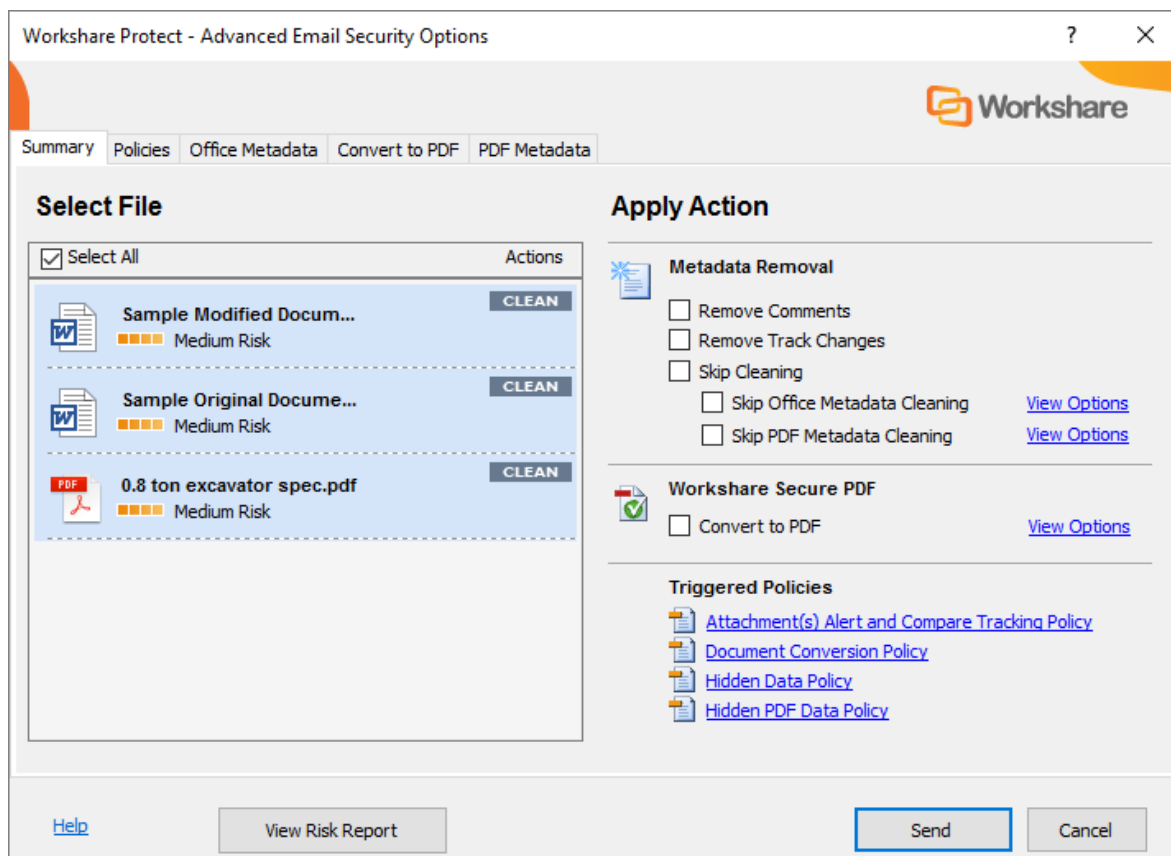 Workshare Protect - Advanced Email Security Options
?
Workshare
Summary Policies Office Metadata Convert to PDF PDF Metadata
Select File
Select All Actions
Sample Modified Docum... CLEAN
Medium Risk
Sample Original Docume... CLEAN
Medium Risk
PDF 0.8 ton excavator spec.pdf CLEAN
Medium Risk
Apply Action
Metadata Removal
Remove Comments
Remove Track Changes
Skip Cleaning
Skip Office Metadata Cleaning View Options
Skip PDF Metadata Cleaning View Options
Workshare Secure PDF
Convert to PDF View Options
Triggered Policies
Attachment(s) Alert and Compare Tracking Policy
Document Conversion Policy
Hidden Data Policy
Hidden PDF Data Policy
Help View Risk Report Send Cancel